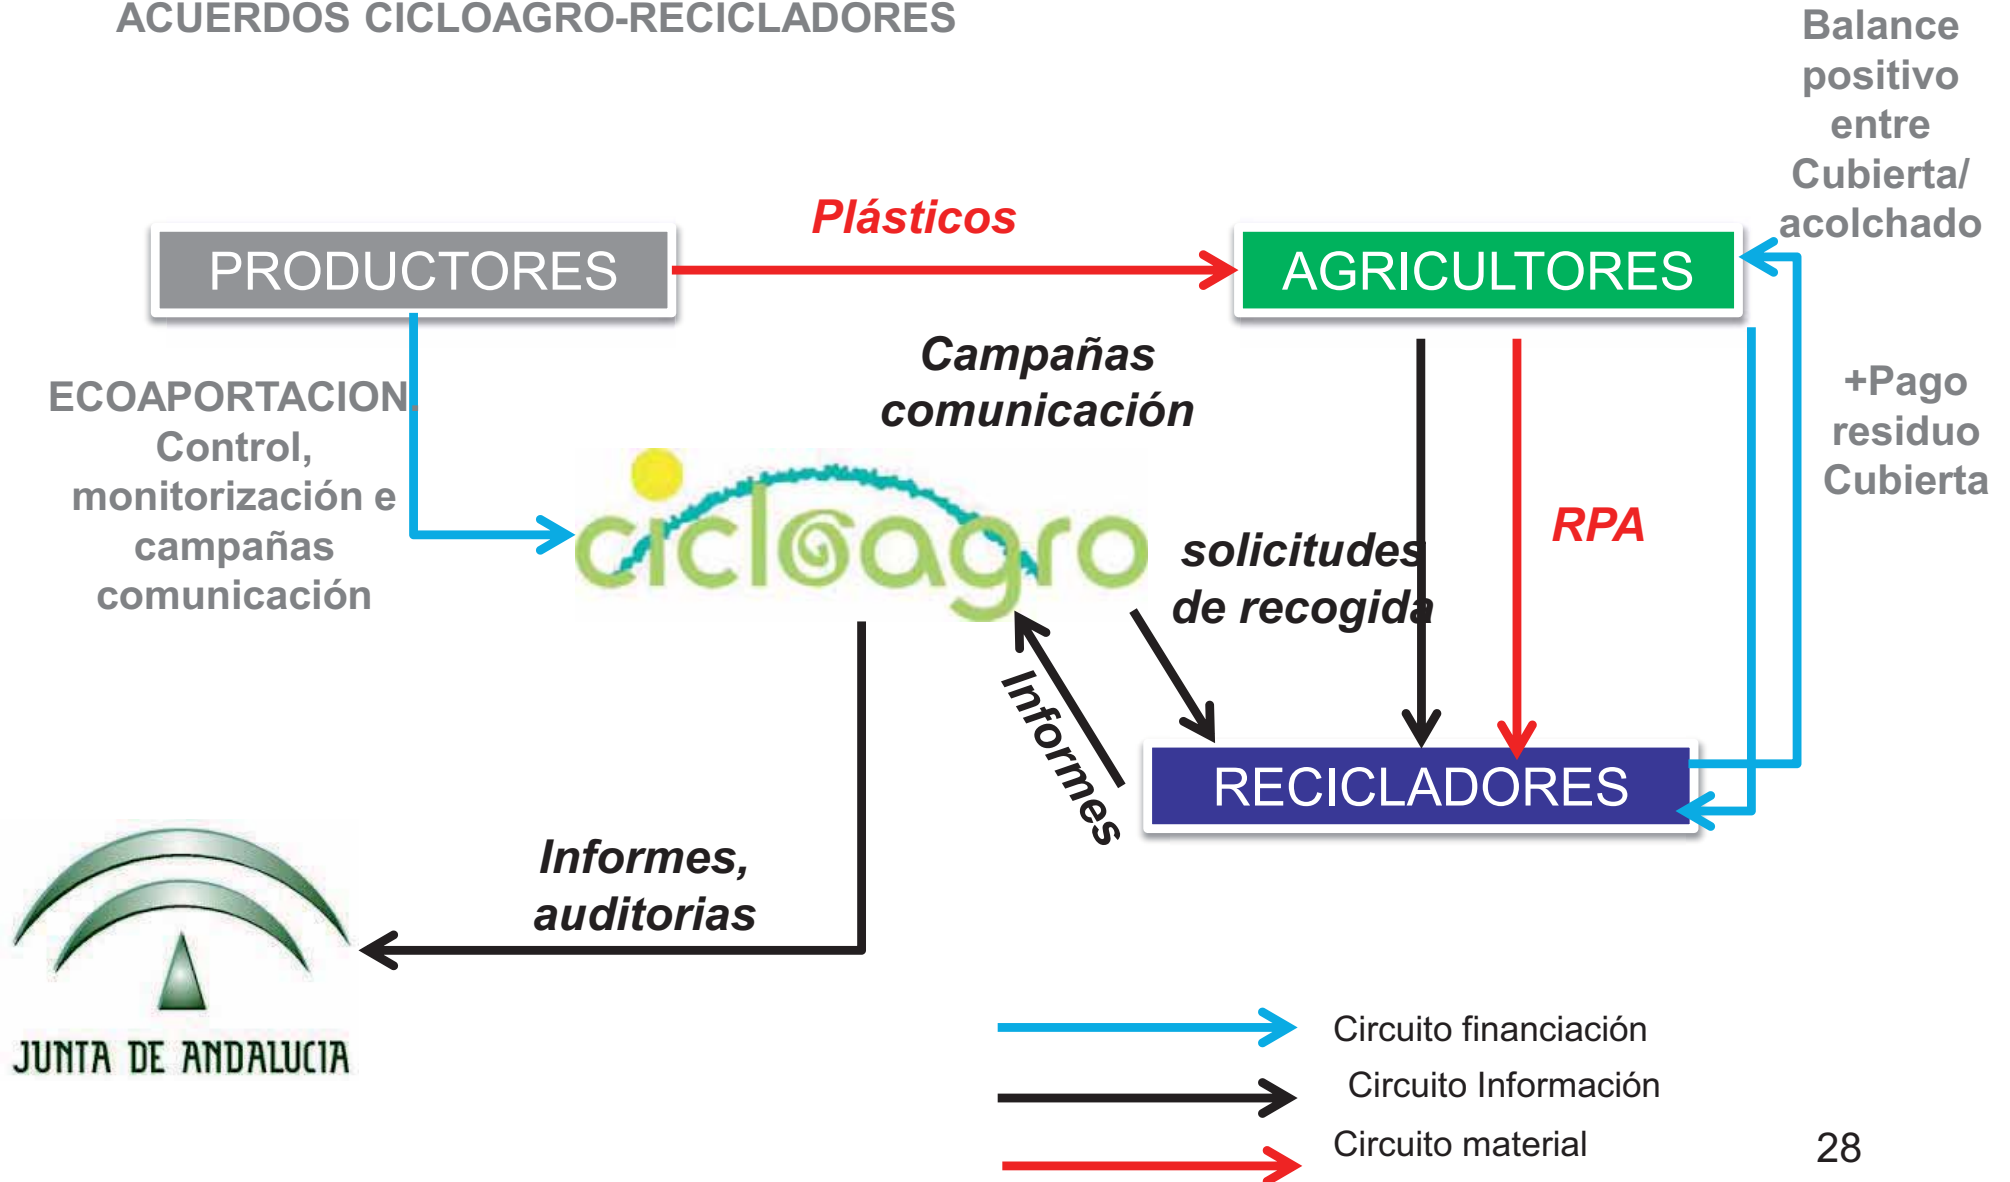 ACUERDOS CICLOAGRO-RECICLADORES
Balance
positivo
entre
Cubierta/
acolchado
Plásticos
PRODUCTORES
AGRICULTORES
Campañas
comunicación
ECOAPORTACION.
Control,
monitorización e
campañas
comunicación
+Pago
residuo
Cubierta
cicloagro
solicitudes
de recogida
RPA
Informes
RECICLADORES
Informes,
auditorias
JUNTA DE ANDALUCIA
Circuito financiación
Circuito Información
Circuito material
28